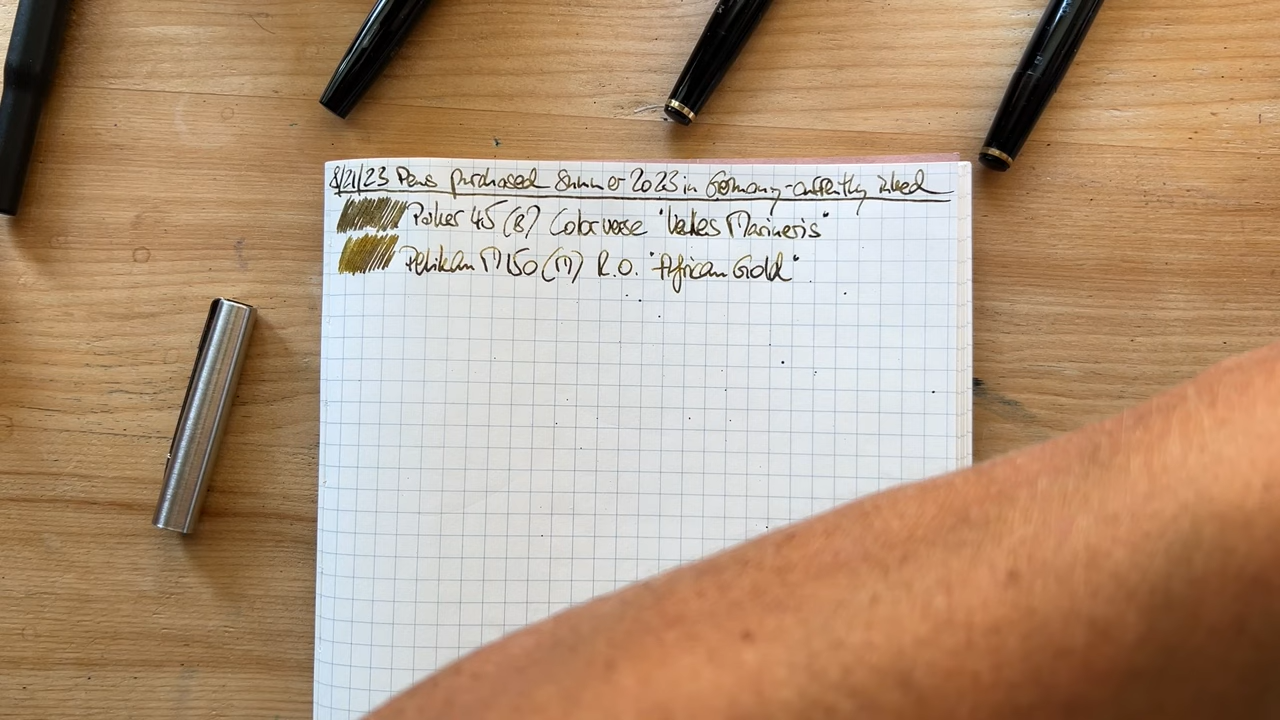 8/21/23 Pens purchased Summer 2023 in Germany - currently inked
Parker 45 (B) Colorverse "Valles Marineris"
Pelikan M150 (M) R.O. "African Gold"